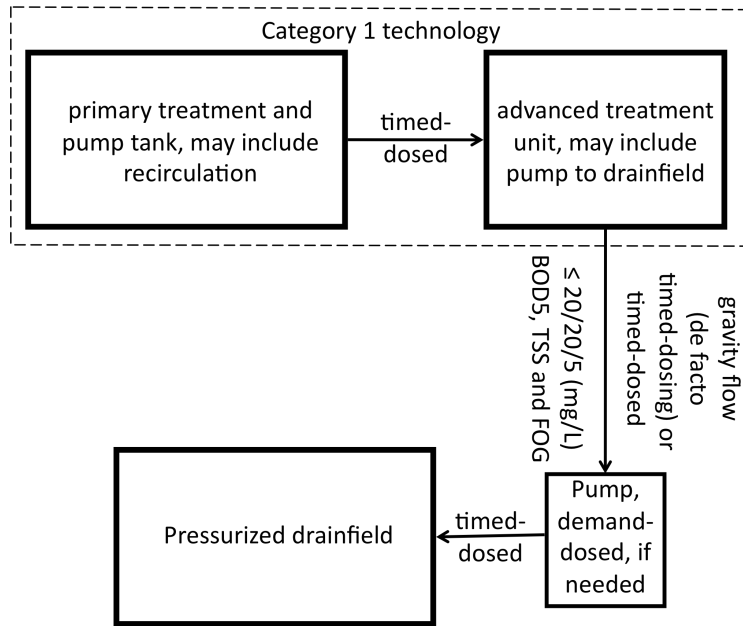 Category 1 technology
primary treatment and
pump tank, may include
recirculation
timed-
dosed
advanced treatment
unit, may include
pump to drainfield
≤ 20/20/5 (mg/L)
BOD5, TSS and FOG
gravity flow
(de facto
timed-dosing) or
timed-dosed
Pump,
demand-
dosed, if
needed
timed-
dosed
Pressurized drainfield